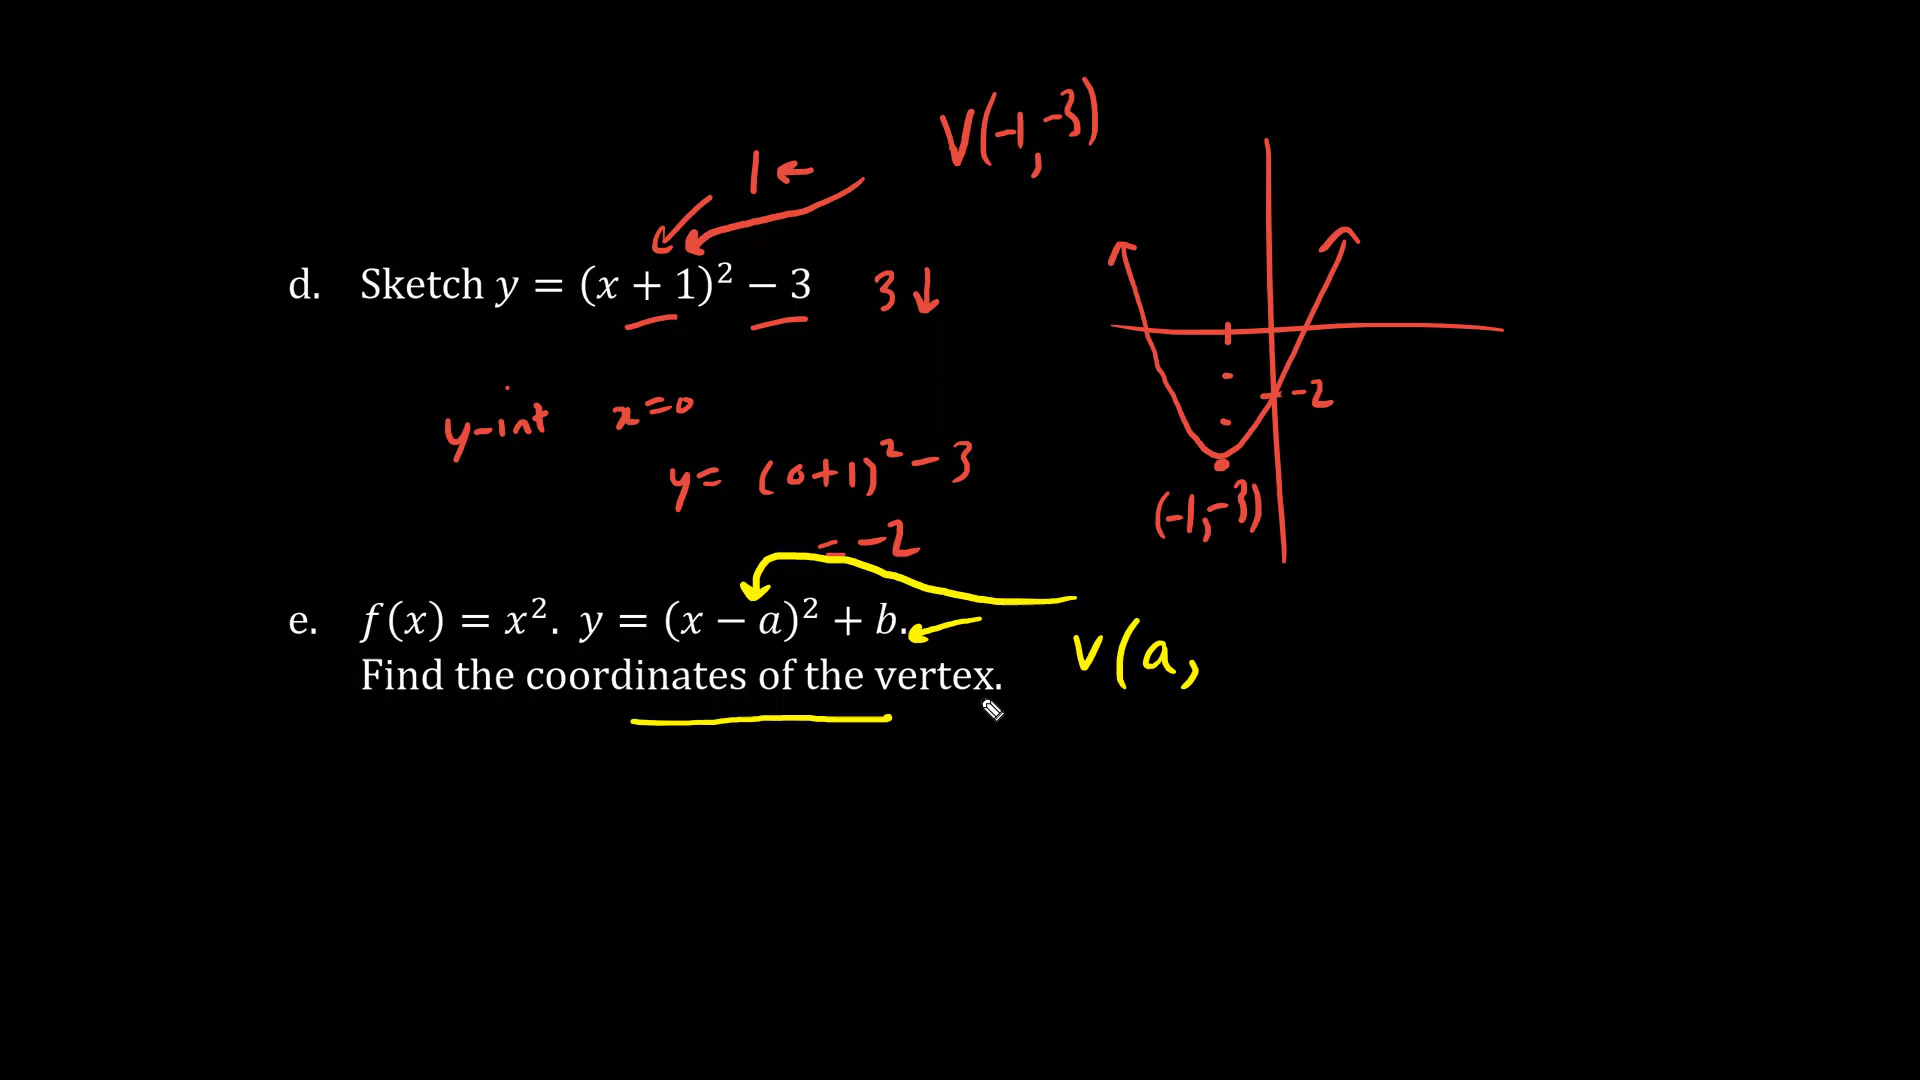 V(-1, -3)
1 ←
d. Sketch y = (x + 1)² − 3 3 ↓
y-int x=0
-2
y= (0+1)² - 3
(-1, -3)
= -2
e. f(x) = x². y = (x − a)² + b.
Find the coordinates of the vertex.
V(a,